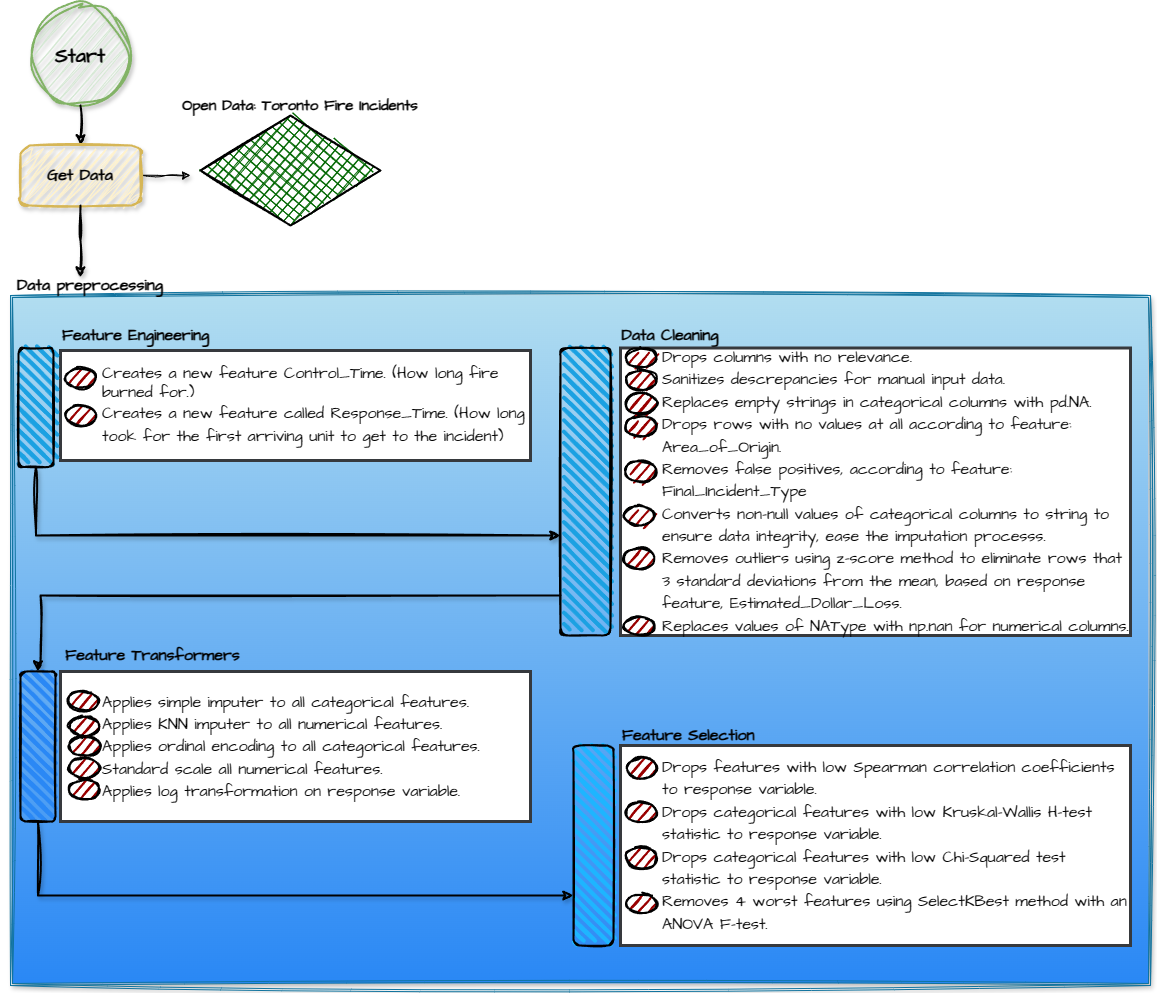 Start
Open Data: Toronto Fire Incidents
Get Data
Data preprocessing
Feature Engineering
Creates a new feature Control_Time. (How long fire
burned for.)
Creates a new feature called Response_Time. (How long
took for the first arriving unit to get to the incident)
Data Cleaning
Drops columns with no relevance.
Sanitizes descrepancies for manual input data.
Replaces empty strings in categorical columns with pd.NA.
Drops rows with no values at all according to feature:
Area_of_Origin.
Removes false positives, according to feature:
Final_Incident_Type
Converts non-null values of categorical columns to string to
ensure data integrity, ease the imputation processs.
Removes outliers using z-score method to eliminate rows that
3 standard deviations from the mean, based on response
feature, Estimated_Dollar_Loss.
Replaces values of NAType with np.nan for numerical columns.
Feature Transformers
Applies simple imputer to all categorical features.
Applies KNN imputer to all numerical features.
Applies ordinal encoding to all categorical features.
Standard scale all numerical features.
Applies log transformation on response variable.
Feature Selection
Drops features with low Spearman correlation coefficients
to response variable.
Drops categorical features with low Kruskal-Wallis H-test
statistic to response variable.
Drops categorical features with low Chi-Squared test
statistic to response variable.
Removes 4 worst features using SelectKBest method with an
ANOVA F-test.